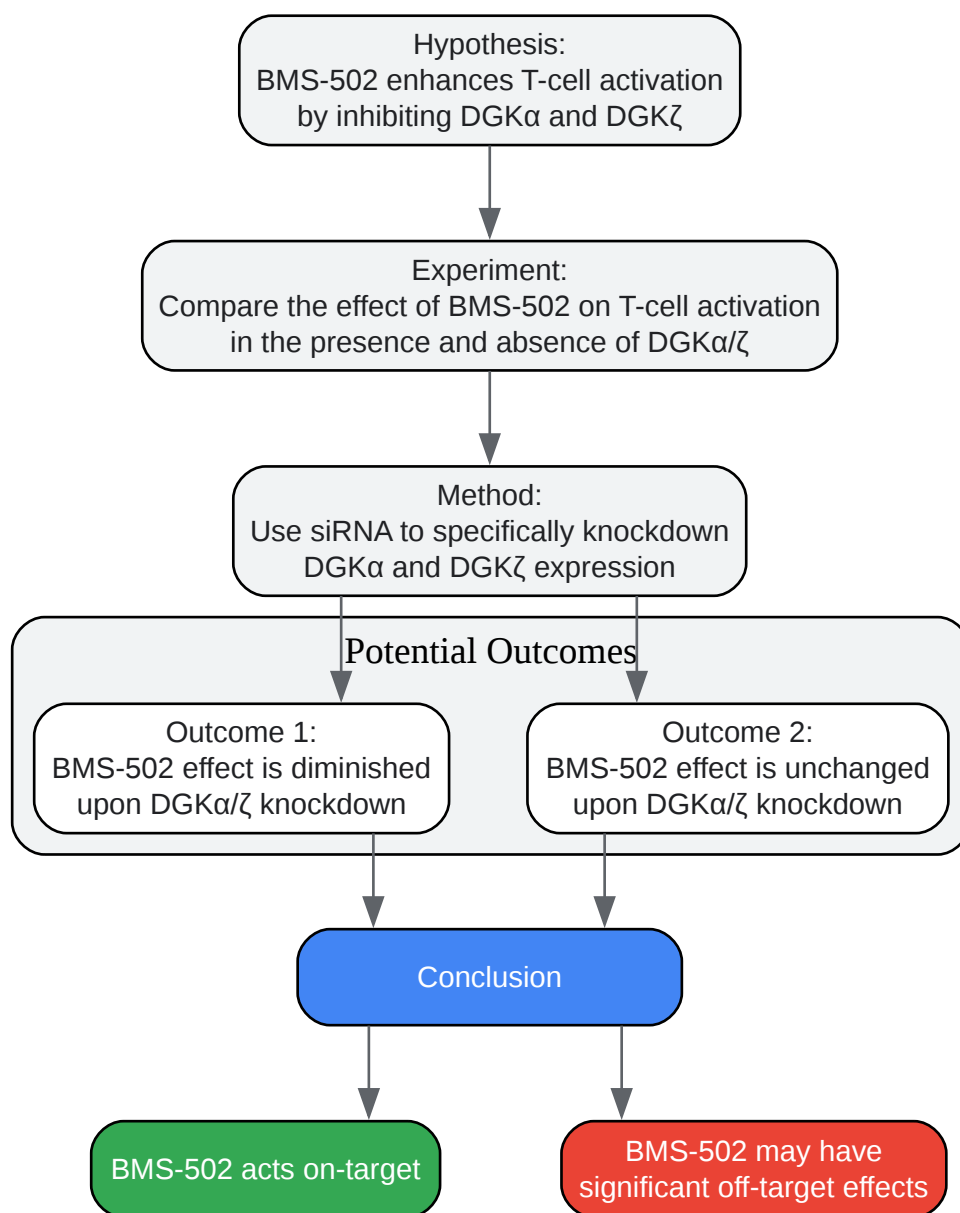 Hypothesis:
BMS-502 enhances T-cell activation
by inhibiting DGKα and DGKζ
Experiment:
Compare the effect of BMS-502 on T-cell activation
in the presence and absence of DGKα/ζ
Method:
Use siRNA to specifically knockdown
DGKα and DGKζ expression
Potential Outcomes
Outcome 1:
BMS-502 effect is diminished
upon DGKα/ζ knockdown
Outcome 2:
BMS-502 effect is unchanged
upon DGKα/ζ knockdown
Conclusion
BMS-502 acts on-target
BMS-502 may have
significant off-target effects